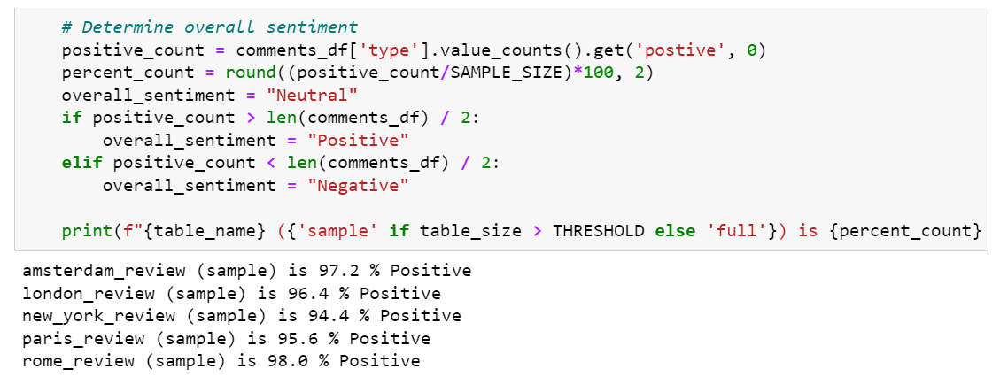 # Determine overall sentiment
positive_count = comments_df['type'].value_counts().get('postive', 0)
percent_count = round((positive_count/SAMPLE_SIZE)*100, 2)
overall_sentiment = "Neutral"
if positive_count > len(comments_df) / 2:
    overall_sentiment = "Positive"
elif positive_count < len(comments_df) / 2:
    overall_sentiment = "Negative"
print(f"{table_name} ({'sample' if table_size > THRESHOLD else 'full'}) is {percent_count}
amsterdam_review (sample) is 97.2 % Positive
london_review (sample) is 96.4 % Positive
new_york_review (sample) is 94.4 % Positive
paris_review (sample) is 95.6 % Positive
rome_review (sample) is 98.0 % Positive